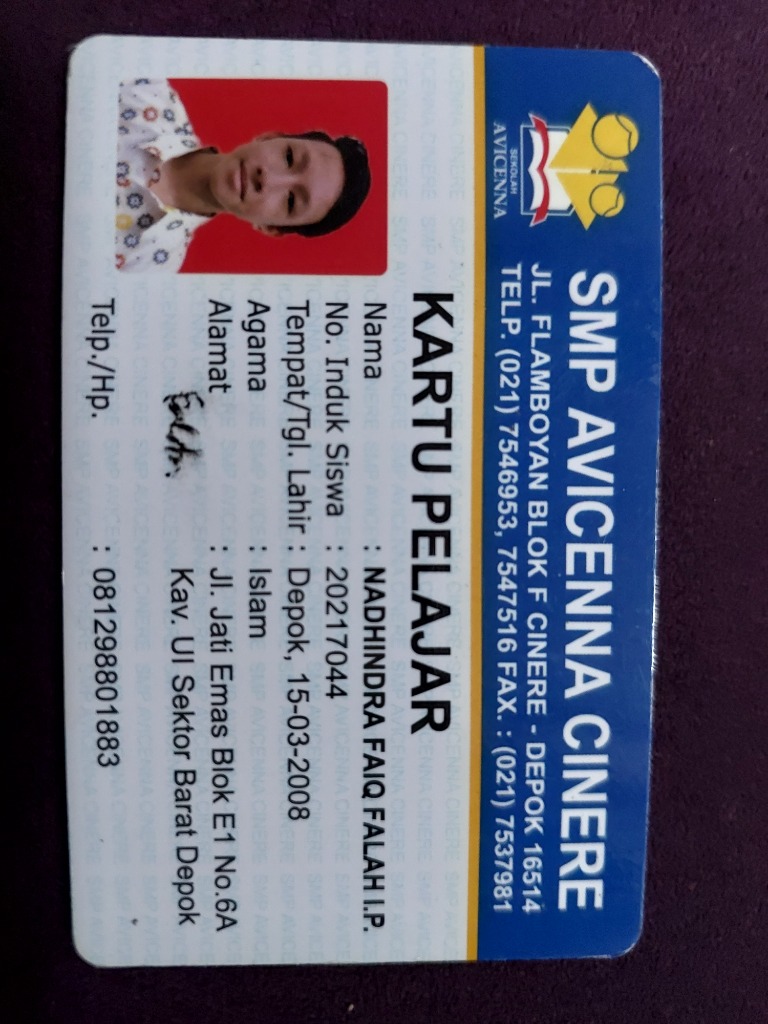 SEKOLAH
AVICENNA
SMP AVICENNA CINERE
JL. FLAMBOYAN BLOK F CINERE - DEPOK 16514
TELP. (021) 7546953, 7547516 FAX. : (021) 7537981
KARTU PELAJAR
Nama : NADHINDRA FAIQ FALAH I.P.
No. Induk Siswa : 20217044
Tempat/Tgl. Lahir : Depok, 15-03-2008
Agama : Islam
Alamat : Jl. Jati Emas Blok E1 No.6A
Kav. UI Sektor Barat Depok
Telp./Hp. : 081298801883